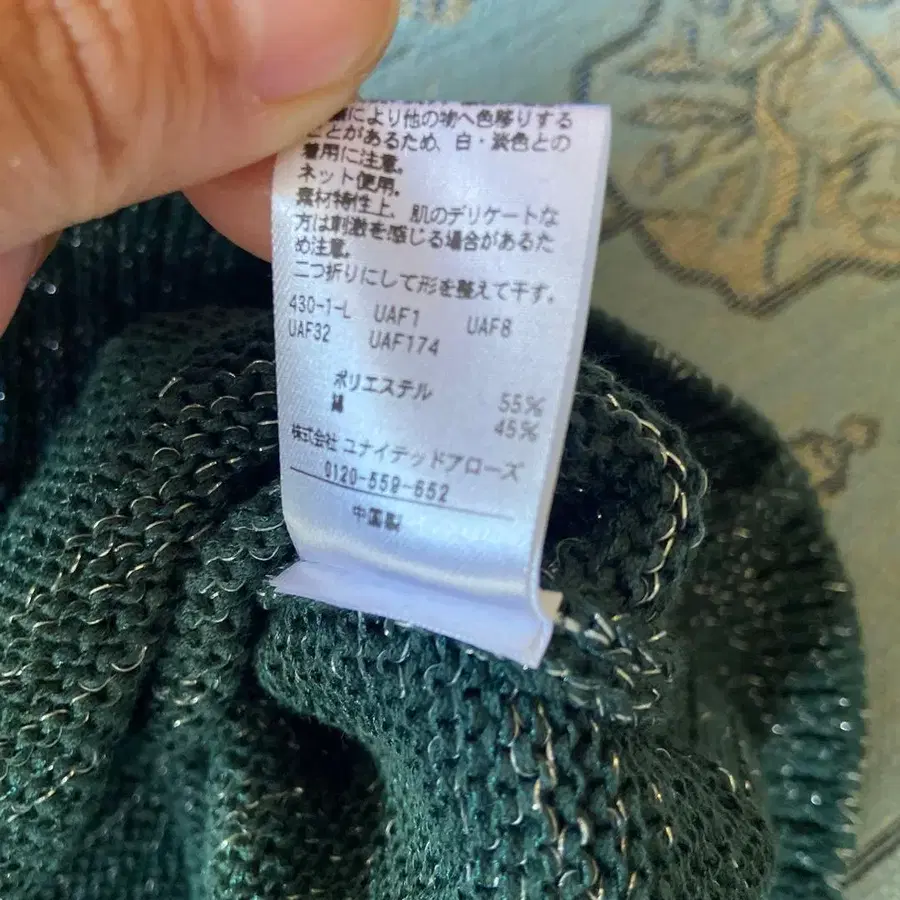 により他の物へ色移りする
ことがあるため、白・淡色との
着用に注意。
ネット使用。
素材特性上、肌のデリケートな
方は刺激を感じる場合があるた
め注意。
二つ折りにして形を整えて干す。
430-1-L UAF1 UAF8
UAF32 UAF174
ポリエステル 55%
綿 45%
株式会社 ユナイテッドアローズ
0120-559-652
中国製